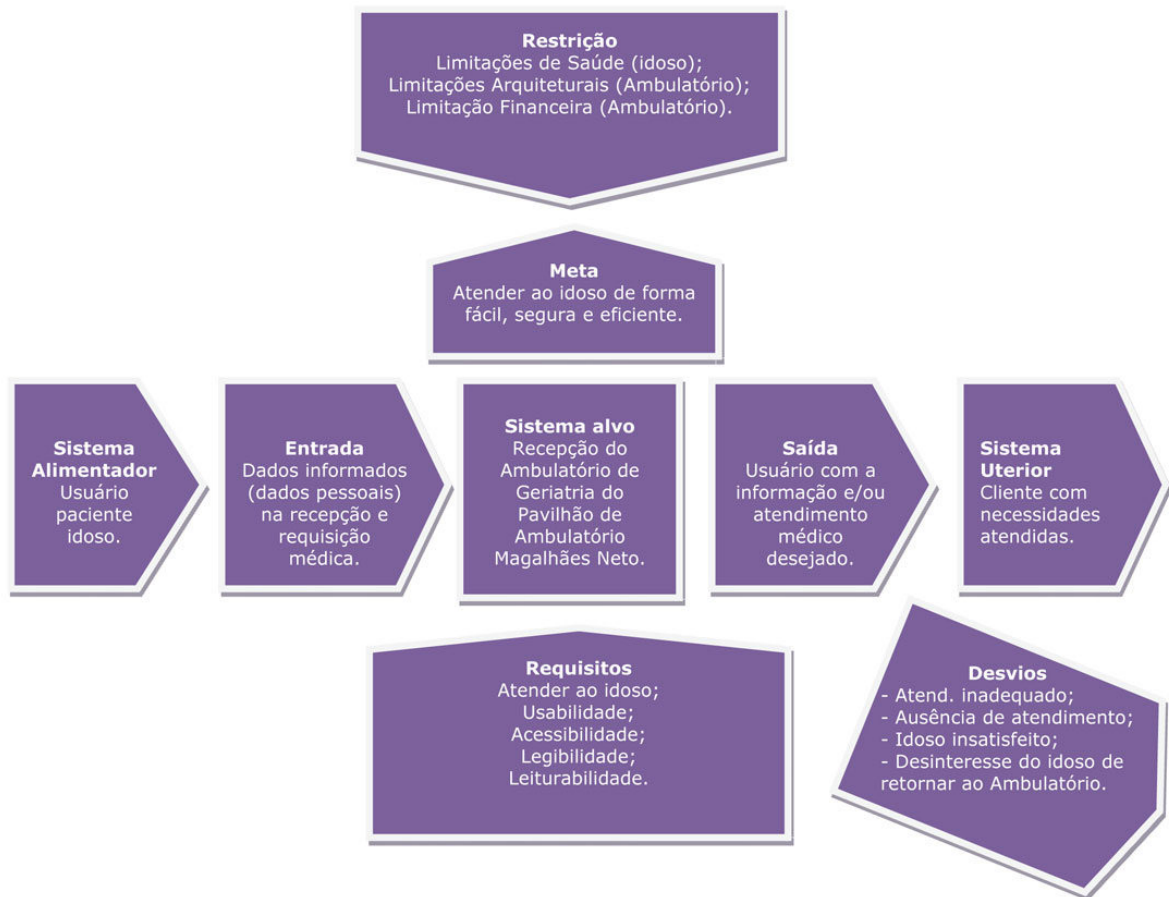 Restrição
Limitações de Saúde (idoso);
Limitações Arquiteturais (Ambulatório);
Limitação Financeira (Ambulatório).
Meta
Atender ao idoso de forma
fácil, segura e eficiente.
Sistema
Alimentador
Usuário
paciente
idoso.
Entrada
Dados informados
(dados pessoais)
na recepção e
requisição
médica.
Sistema alvo
Recepção do
Ambulatório de
Geriatria do
Pavilhão de
Ambulatório
Magalhães Neto.
Saída
Usuário com a
informação e/ou
atendimento
médico
desejado.
Sistema
Uterior
Cliente com
necessidades
atendidas.
Requisitos
Atender ao idoso;
Usabilidade;
Acessibilidade;
Legibilidade;
Leiturabilidade.
Desvios
- Atend. inadequado;
- Ausência de atendimento;
- Idoso insatisfeito;
- Desinteresse do idoso de
retornar ao Ambulatório.